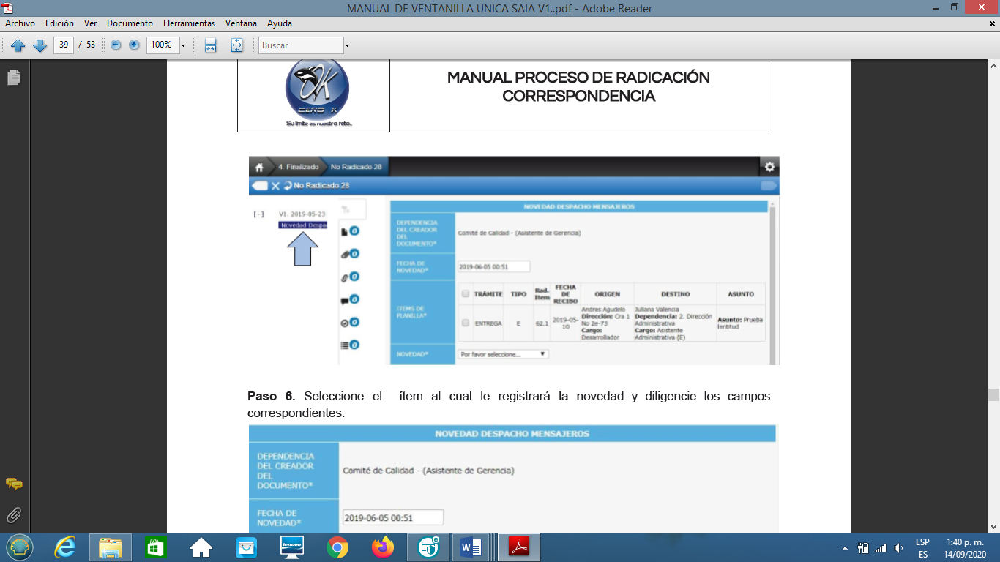 MANUAL DE VENTANILLA UNICA SAIA V1..pdf - Adobe Reader
Archivo Edición Ver Documento Herramientas Ventana Ayuda
39 / 53 100% Buscar
OK
CERO K
Su límite es nuestro reto..
MANUAL PROCESO DE RADICACIÓN
CORRESPONDENCIA
4. Finalizado No Radicado 28
No Radicado 28
[-] V1. 2019-05-23
Novedad Despa
0
0
0
0
0
0
NOVEDAD DESPACHO MENSAJEROS
DEPENDENCIA
DEL CREADOR
DEL
DOCUMENTO*
Comité de Calidad - (Asistente de Gerencia)
FECHA DE
NOVEDAD*
2019-06-05 00:51
ITEMS DE
PLANILLA*
TRÁMITE TIPO Rad. Item FECHA DE RECIBO ORIGEN DESTINO ASUNTO
ENTREGA E 62.1 2019-05-10
Andres Agudelo
Dirección: Cra 1
No 2e-73
Cargo:
Desarrollador
Juliana Valencia
Dependencia: 2. Dirección
Administrativa
Cargo: Asistente
Administrativa (E)
Asunto: Prueba
lentitud
NOVEDAD*
Por favor seleccione...
Paso 6. Seleccione el ítem al cual le registrará la novedad y diligencie los campos
correspondientes.
NOVEDAD DESPACHO MENSAJEROS
DEPENDENCIA
DEL CREADOR
DEL
DOCUMENTO*
Comité de Calidad - (Asistente de Gerencia)
FECHA DE
NOVEDAD*
2019-06-05 00:51
lenovo
8
W
ESP
ES
1:40 p. m.
14/09/2020